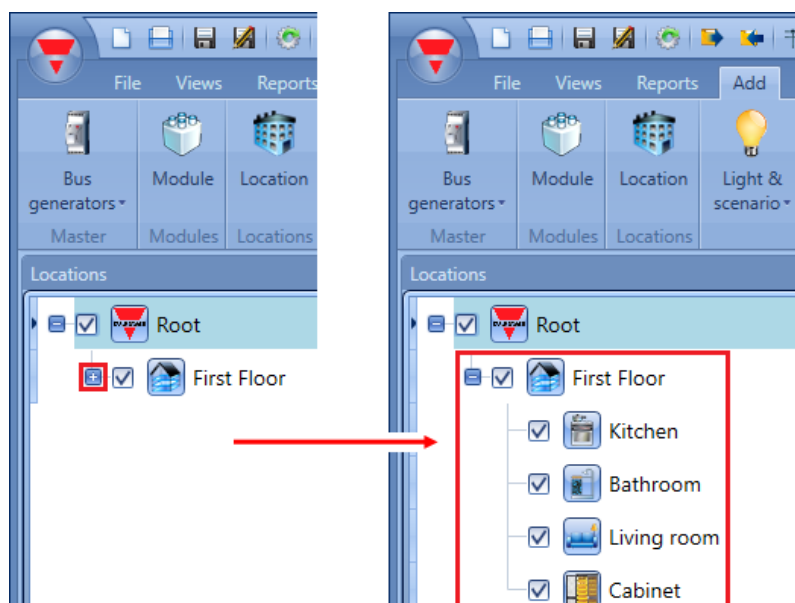 File Views Reports
Bus generators
Module
Location
Master Modules Locations
Locations
Root
First Floor
File Views Reports Add
Bus generators
Module
Location
Light & scenario
Master Modules Locations
Locations
Root
First Floor
Kitchen
Bathroom
Living room
Cabinet